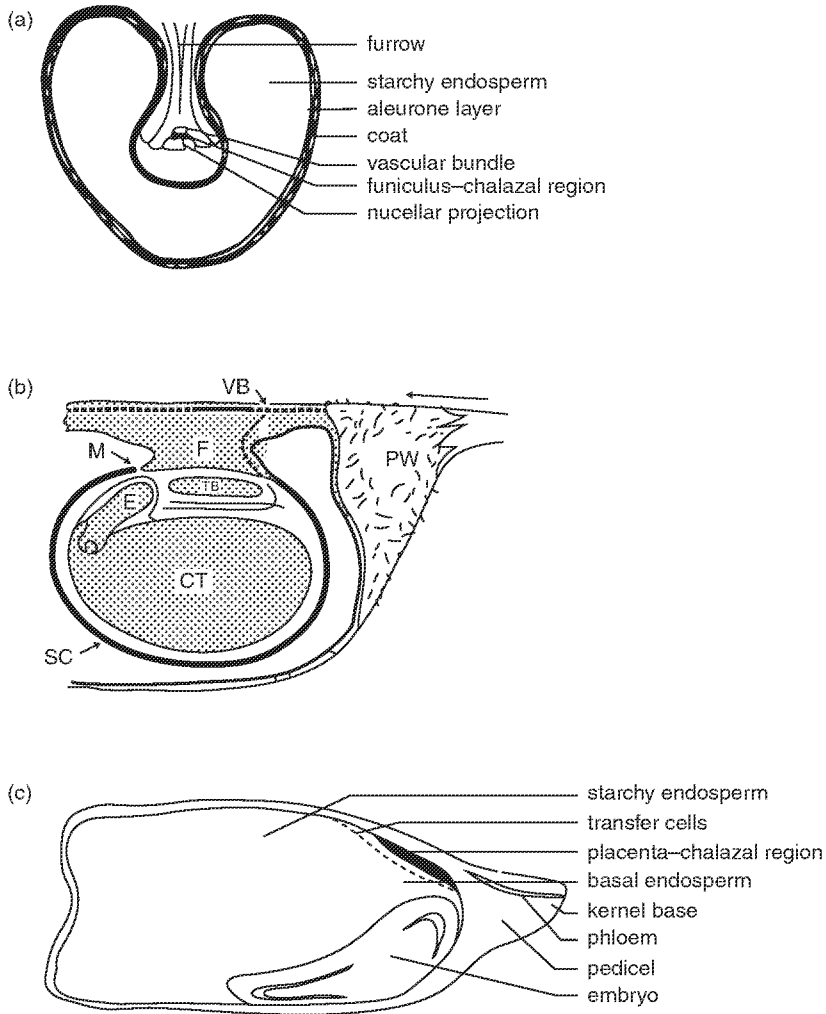 (a)
furrow
starchy endosperm
aleurone layer
coat
vascular bundle
funiculus–chalazal region
nucellar projection
(b)
VB
M
F
PW
TB
E
CT
SC
(c)
starchy endosperm
transfer cells
placenta–chalazal region
basal endosperm
kernel base
phloem
pedicel
embryo